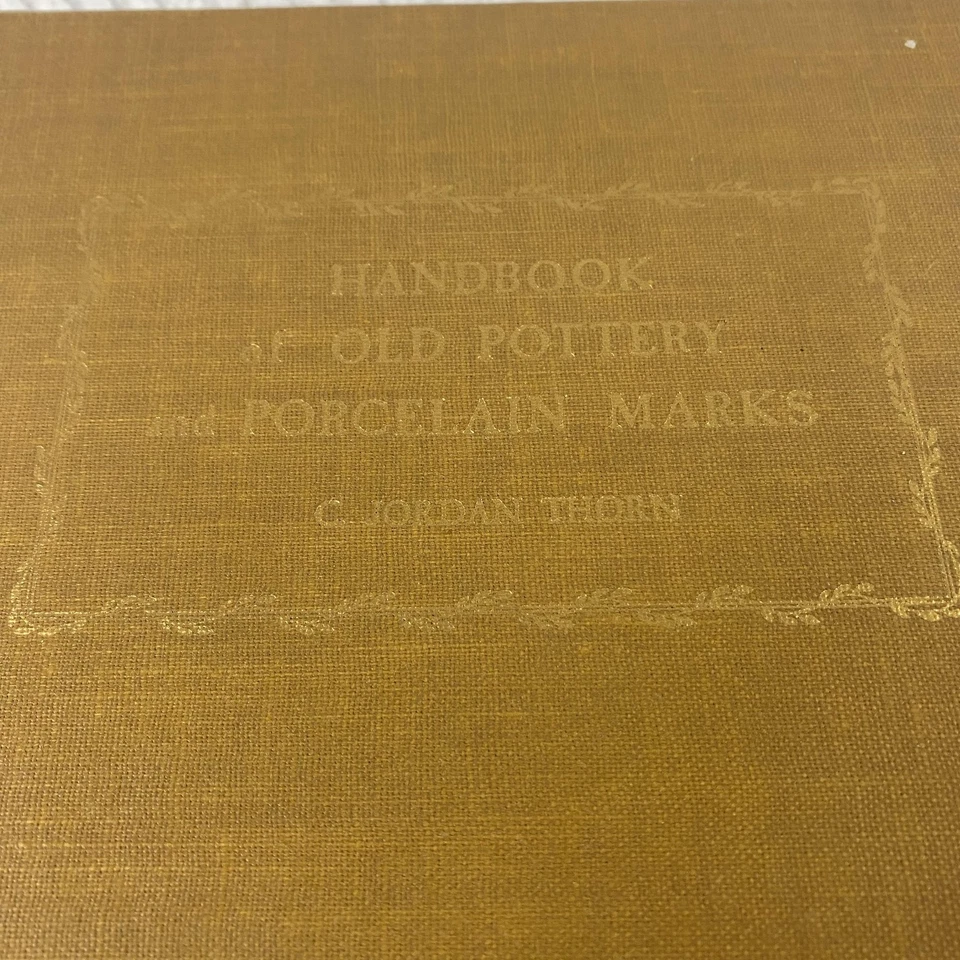 HANDBOOK
of OLD POTTERY
and PORCELAIN MARKS
C. JORDAN THORN